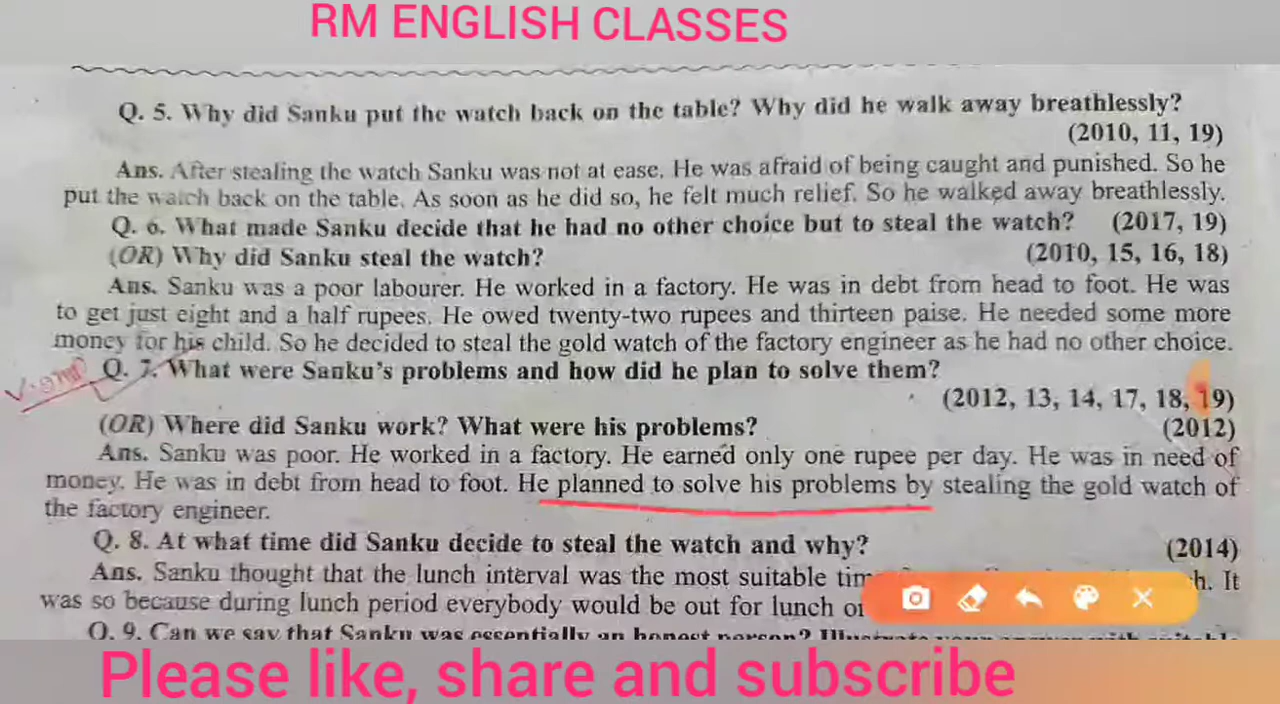 RM ENGLISH CLASSES
Q. 5. Why did Sanku put the watch back on the table? Why did he walk away breathlessly?
(2010, 11, 19)
Ans. After stealing the watch Sanku was not at ease. He was afraid of being caught and punished. So he
put the watch back on the table. As soon as he did so, he felt much relief. So he walked away breathlessly.
Q. 6. What made Sanku decide that he had no other choice but to steal the watch? (2017, 19)
(OR) Why did Sanku steal the watch? (2010, 15, 16, 18)
Ans. Sanku was a poor labourer. He worked in a factory. He was in debt from head to foot. He was
to get just eight and a half rupees. He owed twenty-two rupees and thirteen paise. He needed some more
money for his child. So he decided to steal the gold watch of the factory engineer as he had no other choice.
Q. 7. What were Sanku's problems and how did he plan to solve them?
(2012, 13, 14, 17, 18, 19)
(OR) Where did Sanku work? What were his problems? (2012)
Ans. Sanku was poor. He worked in a factory. He earned only one rupee per day. He was in need of
money. He was in debt from head to foot. He planned to solve his problems by stealing the gold watch of
the factory engineer.
Q. 8. At what time did Sanku decide to steal the watch and why? (2014)
Ans. Sanku thought that the lunch interval was the most suitable h. It
was so because during lunch period everybody would be out for lunch
Q. 9. Can we say that Sanku was essentially an honest person?
Please like, share and subscribe